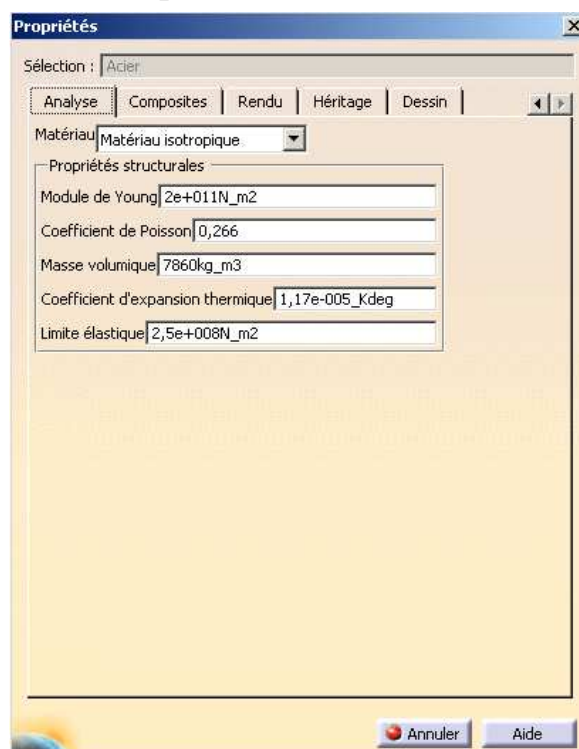 Propriétés
Sélection : Acier
Analyse Composites Rendu Héritage Dessin
Matériau Matériau isotropique
Propriétés structurales
Module de Young 2e+011N_m2
Coefficient de Poisson 0,266
Masse volumique 7860kg_m3
Coefficient d'expansion thermique 1,17e-005_Kdeg
Limite élastique 2,5e+008N_m2
Annuler Aide